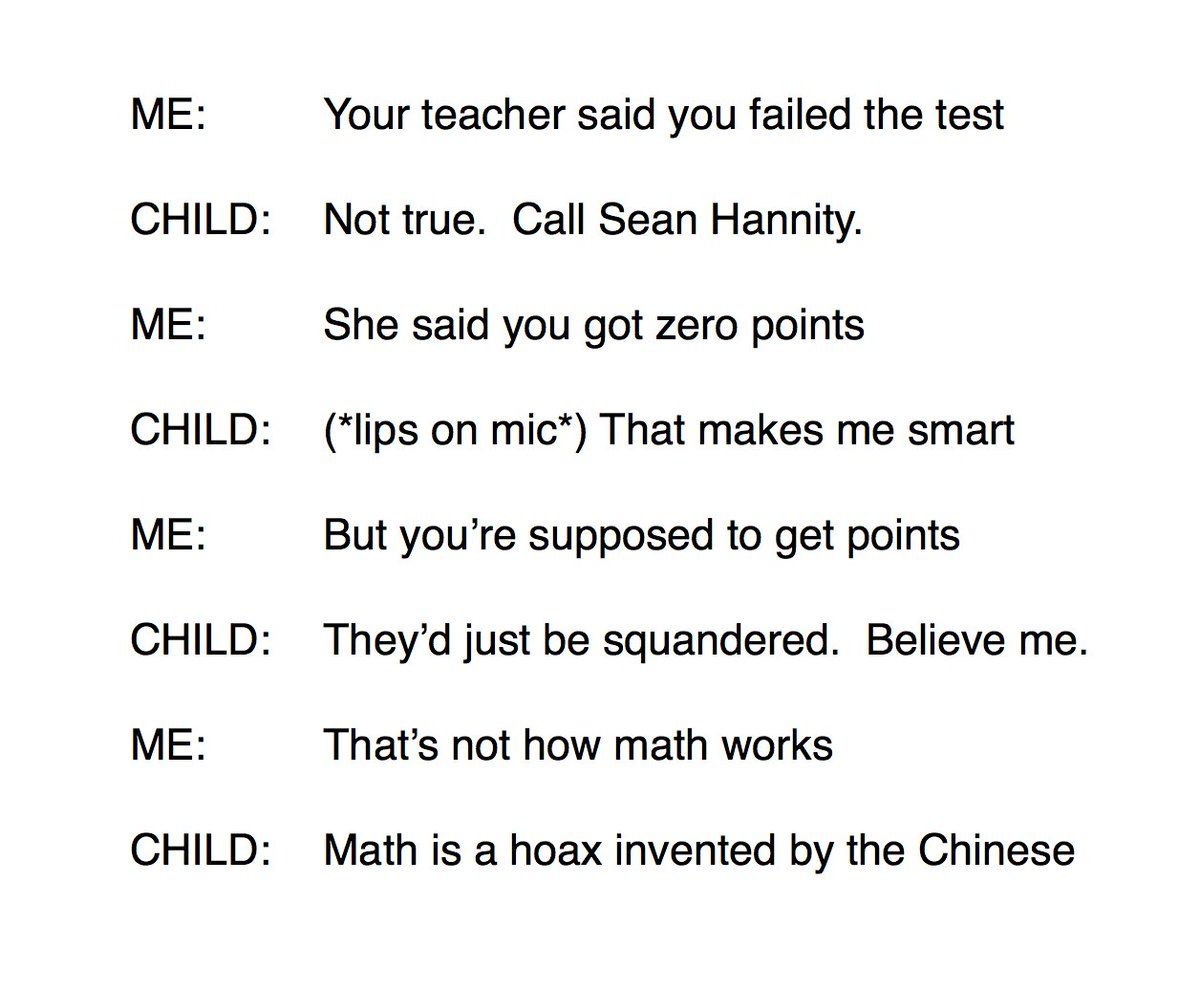 ME: Your teacher said you failed the test
CHILD: Not true.  Call Sean Hannity.
ME: She said you got zero points
CHILD: (*lips on mic*) That makes me smart
ME: But you’re supposed to get points
CHILD: They’d just be squandered.  Believe me.
ME: That’s not how math works
CHILD: Math is a hoax invented by the Chinese